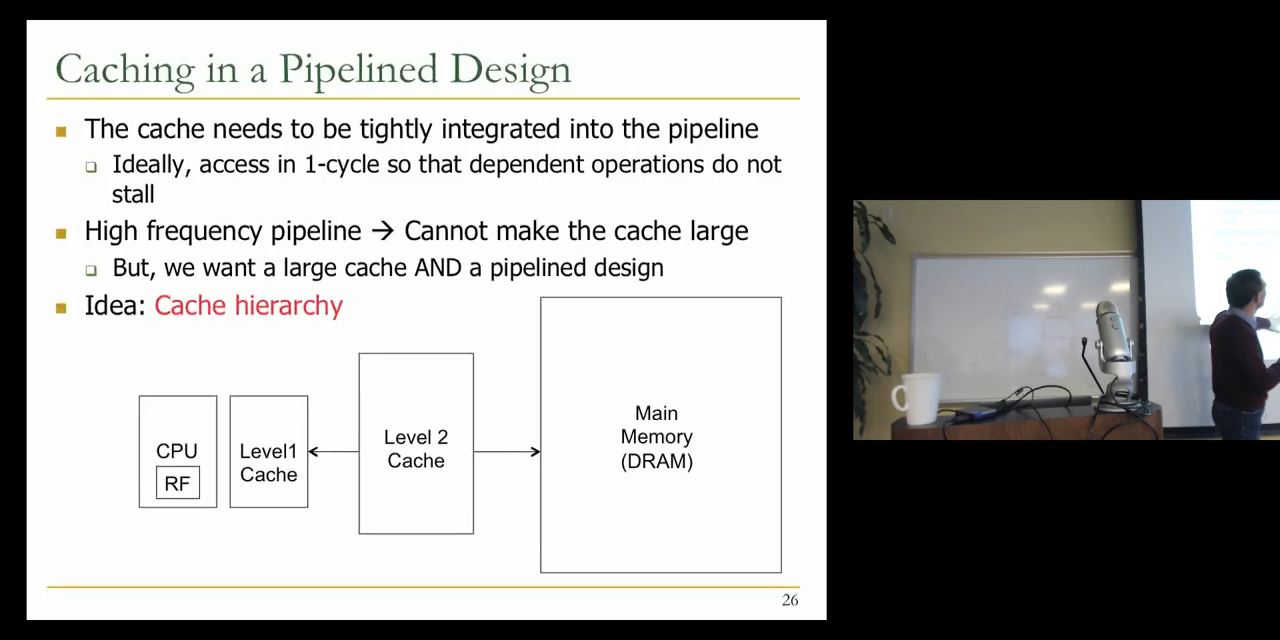 Caching in a Pipelined Design
The cache needs to be tightly integrated into the pipeline
Ideally, access in 1-cycle so that dependent operations do not
stall
High frequency pipeline → Cannot make the cache large
But, we want a large cache AND a pipelined design
Idea: Cache hierarchy
CPU
RF
Level1
Cache
Level 2
Cache
Main
Memory
(DRAM)
26